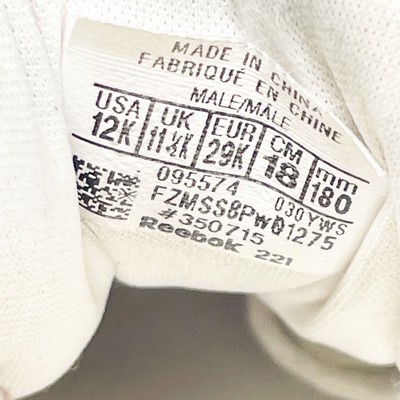 MADE IN CHINA
FABRIQUÉ EN CHINE
MALE/MALE
USA UK EUR CM mm
12K 11½K 29K 18 180
095574 030YWS
FZMSS8PWD1275
#350715
Reebok 221